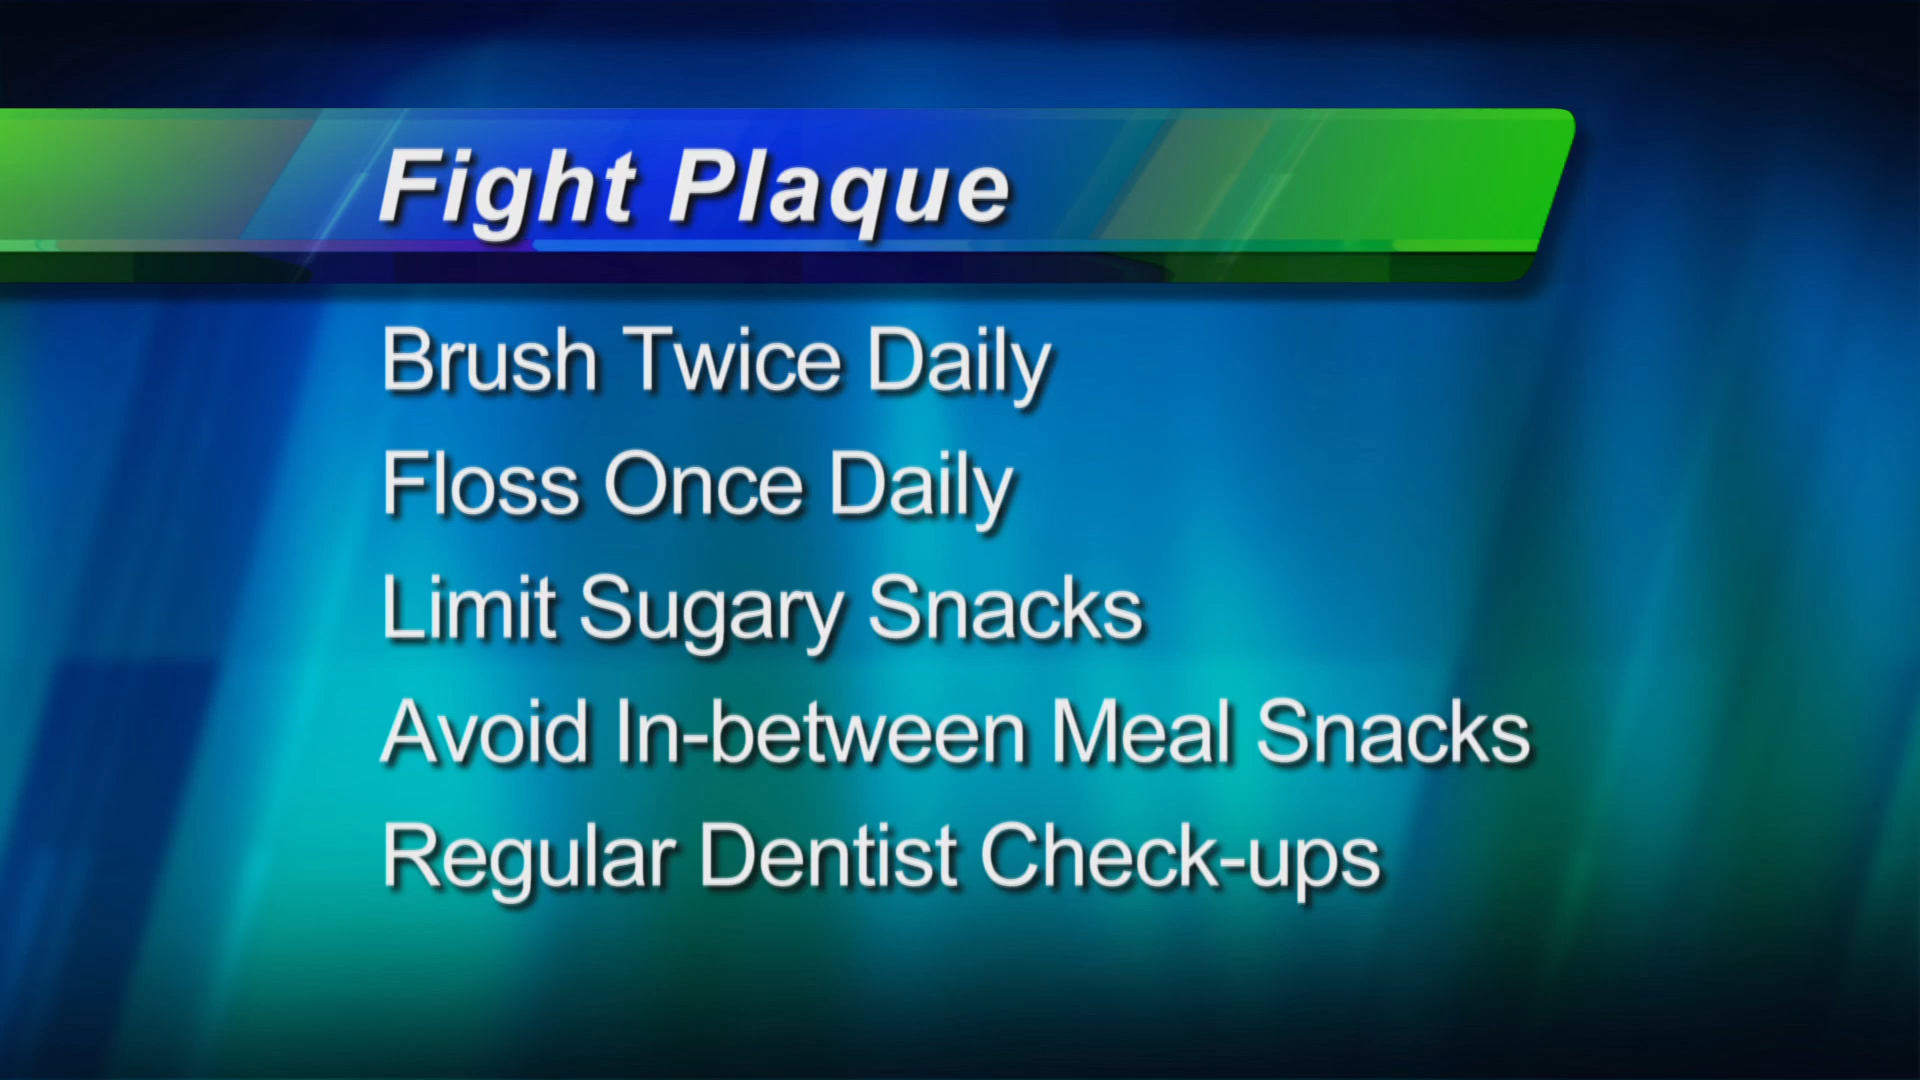 Fight Plaque
Brush Twice Daily
Floss Once Daily
Limit Sugary Snacks
Avoid In-between Meal Snacks
Regular Dentist Check-ups